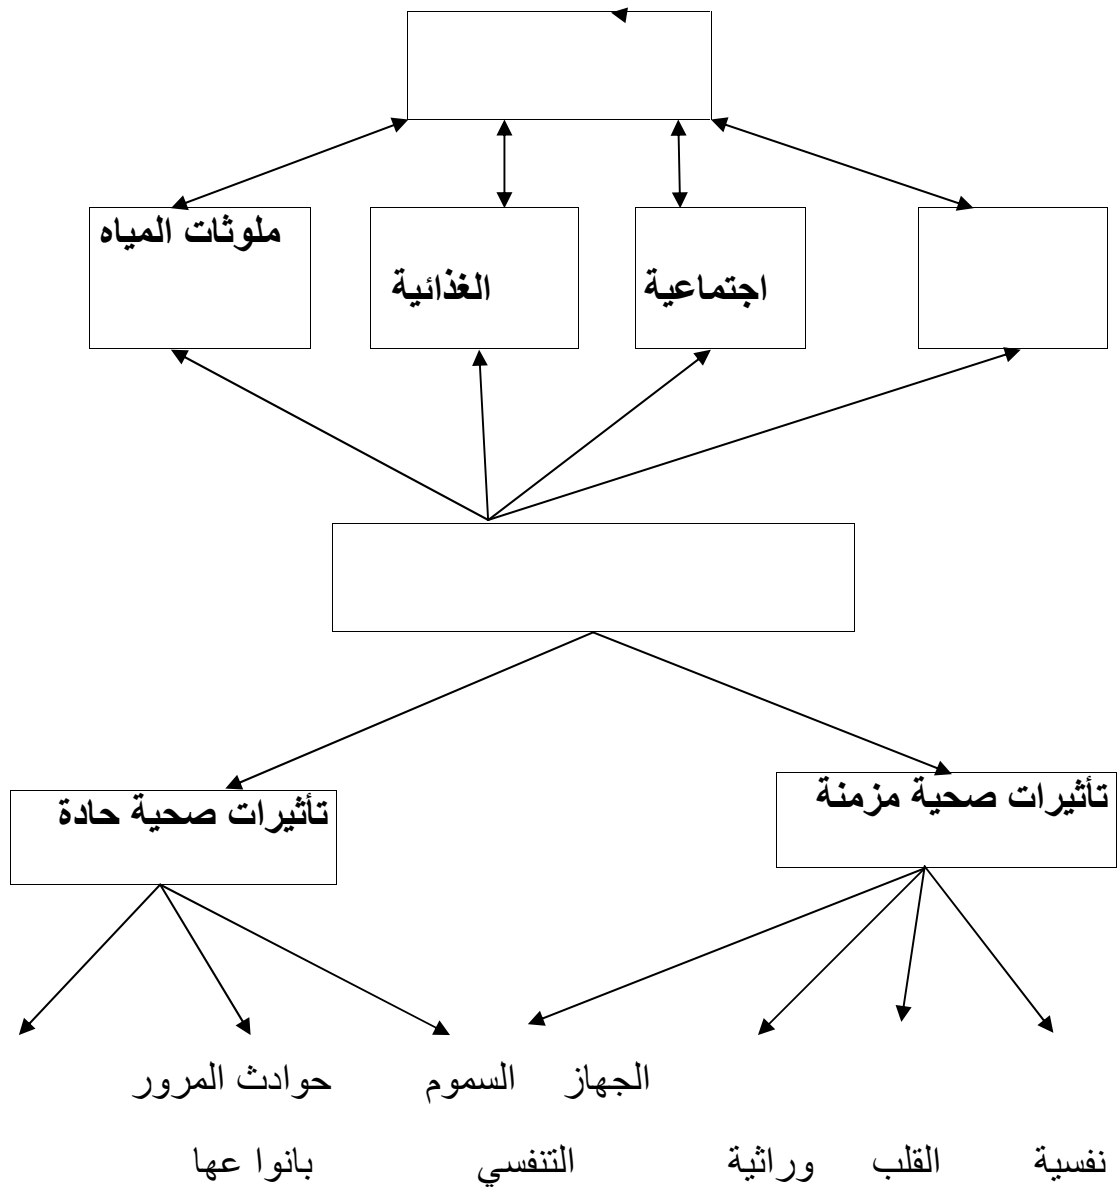 ملوثات المياه
الغذائية
اجتماعية
تأثيرات صحية مزمنة
تأثيرات صحية حادة
حوادث المرور السموم الجهاز
بانوا عها التنفسي وراثية القلب نفسية